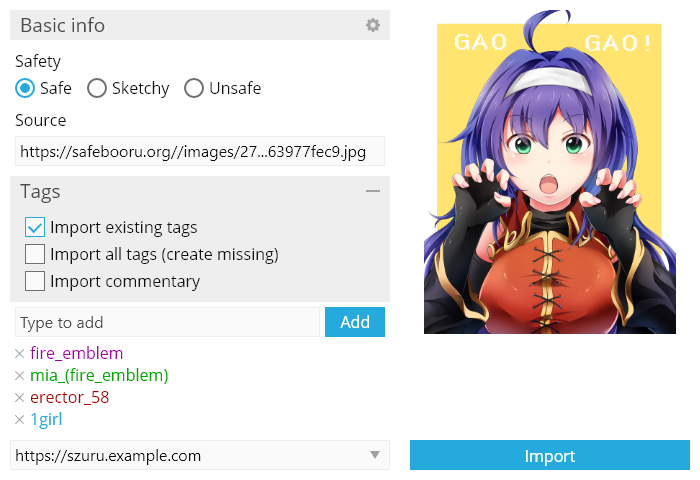 Basic info
Safety
Safe Sketchy Unsafe
Source
https://safebooru.org//images/27...63977fec9.jpg
Tags
Import existing tags
Import all tags (create missing)
Import commentary
Type to add Add
fire_emblem
mia_(fire_emblem)
erector_58
1girl
https://szuru.example.com
GAO GAO!
Import